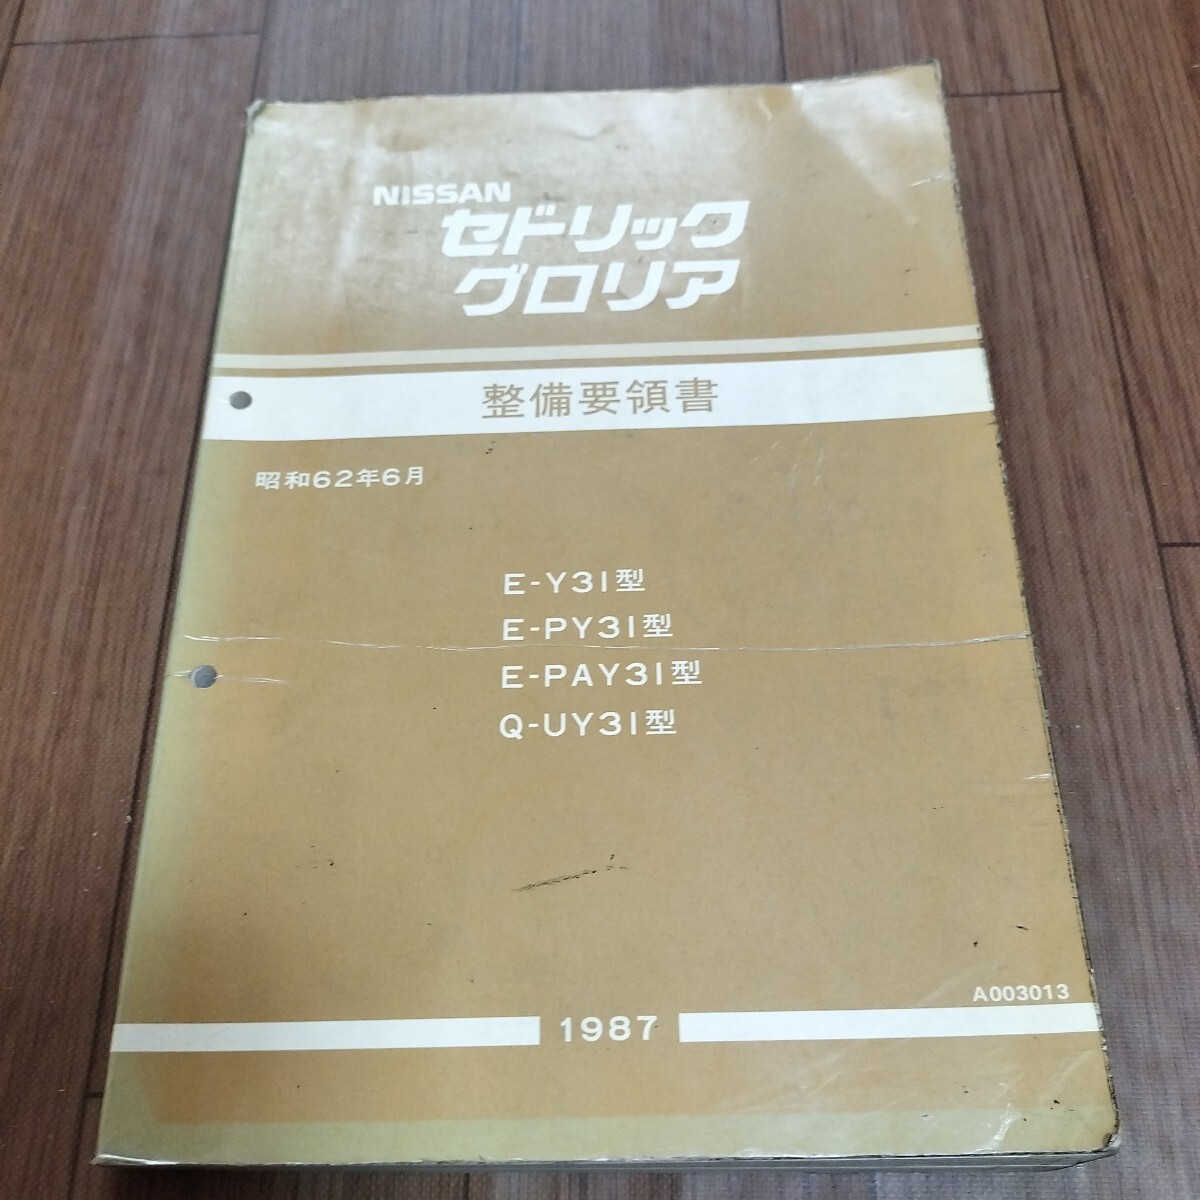 NISSAN
セドリック
グロリア
整備要領書
昭和62年6月
E-Y31型
E-PY31型
E-PAY31型
Q-UY31型
A003013
1987